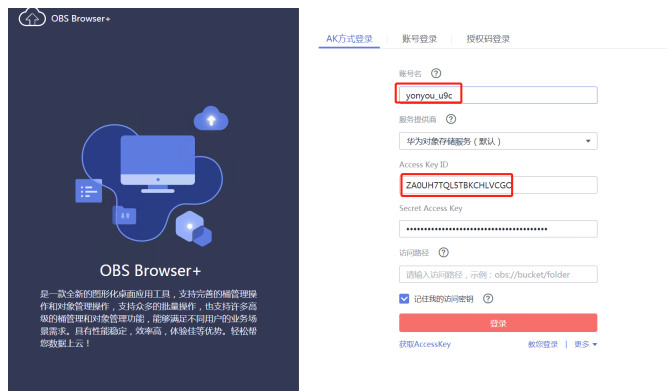 OBS Browser+
OBS Browser+
是一款全新的图形化桌面应用工具，支持完善的桶管理操
作和对象管理操作，支持众多的批量操作，也支持许多高
级的桶管理和对象管理功能，能够满足不同用户的业务场
景需求。具有性能稳定，效率高，体验佳等优势。轻松帮
您数据上云！
AK方式登录 账号登录 授权码登录
账号名 ?
yonyou_u9c
服务提供商 ?
华为对象存储服务（默认）
Access Key ID
ZA0UH7TQLSTBKCHLVCGO
Secret Access Key
访问路径 ?
请输入访问路径，示例：obs://bucket/folder
记住我的访问密钥 ?
登录
获取AccessKey 教您登录 | 更多